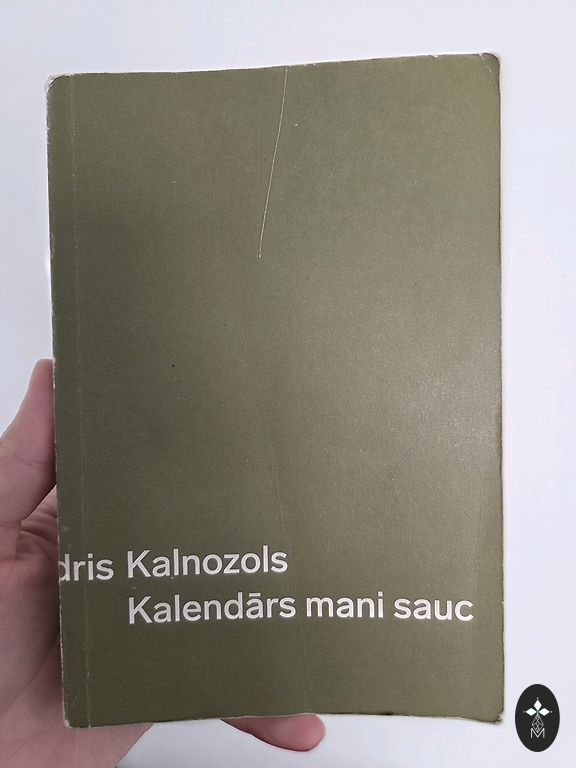 dris Kalnozols
Kalendārs mani sauc
M